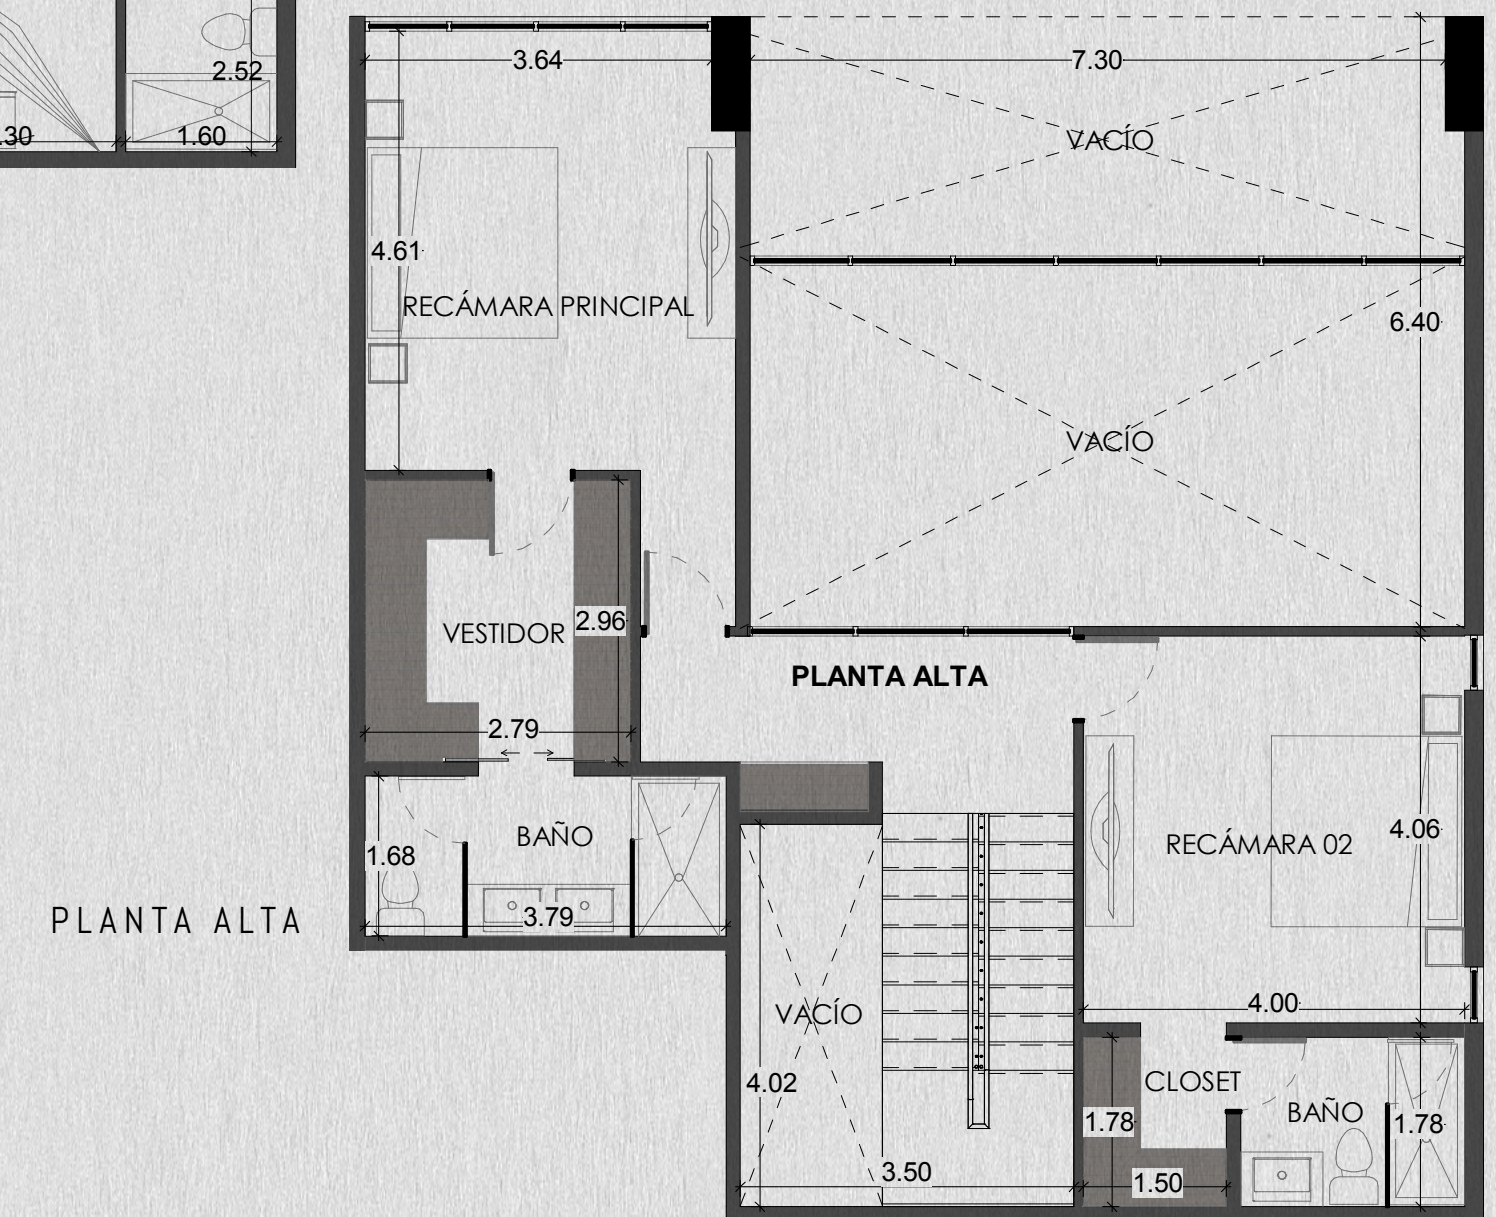 2.52
.30
1.60
3.64
7.30
VACÍO
4.61
RECÁMARA PRINCIPAL
6.40
VACÍO
VESTIDOR
2.96
PLANTA ALTA
2.79
BAÑO
1.68
3.79
RECÁMARA 02
4.06
PLANTA ALTA
VACÍO
4.00
4.02
CLOSET
BAÑO
1.78
1.78
3.50
1.50